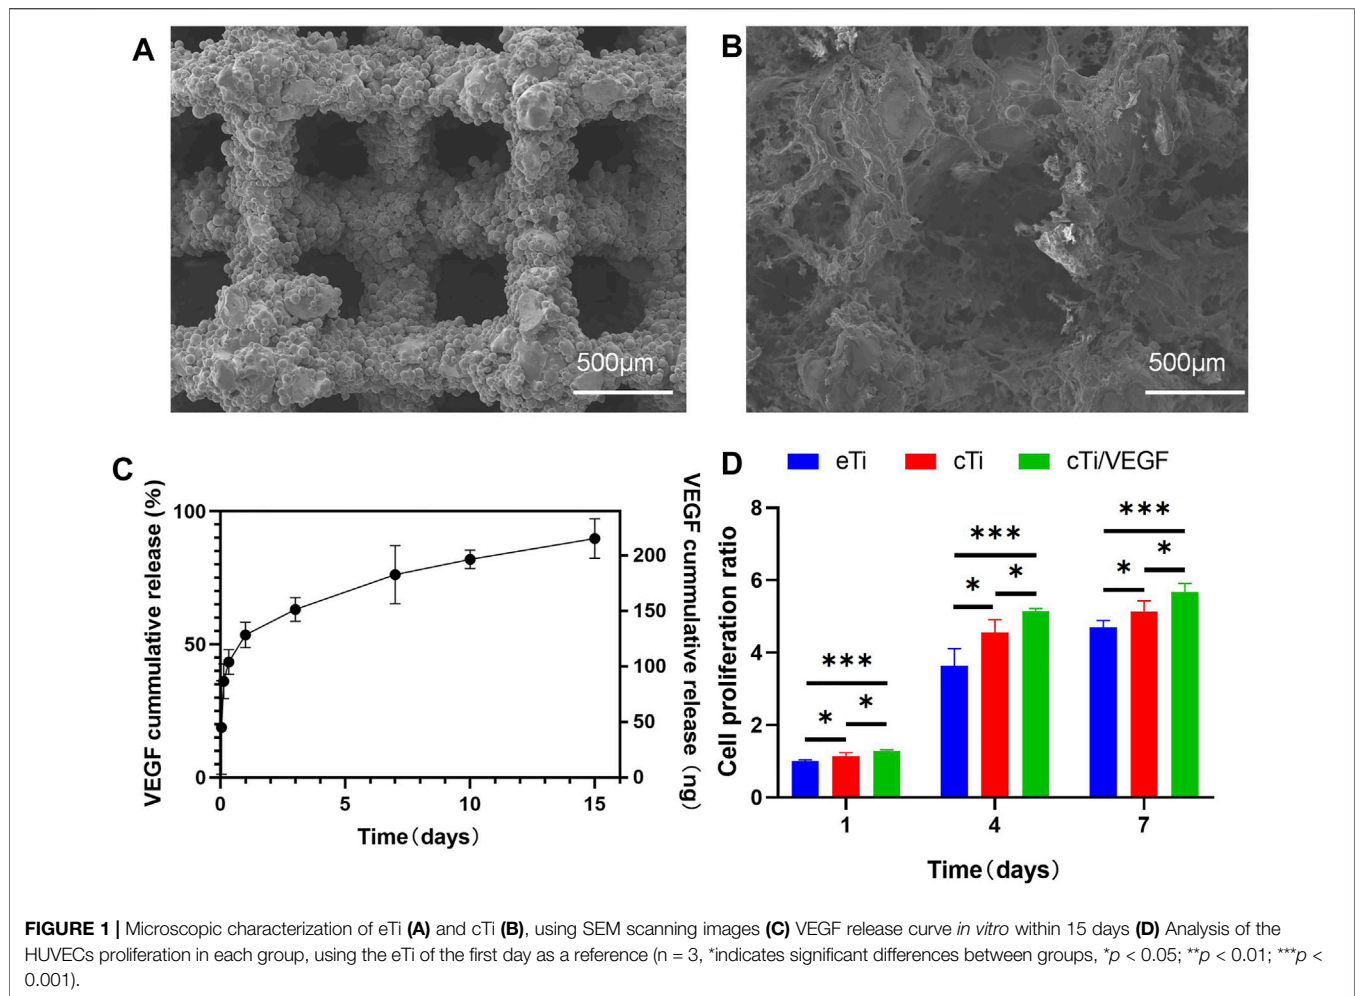 A
500µm
B
500µm
C
VEGF cummulative release (%)
100
50
0
0
5
10
15
Time(days)
200
150
100
50
0
VEGF cummulative release (ng)
D
eTi
cTi
cTi/VEGF
Cell proliferation ratio
8
6
4
2
0
***
*
*
***
*
*
***
*
*
1
4
7
Time(days)
FIGURE 1 | Microscopic characterization of eTi (A) and cTi (B), using SEM scanning images (C) VEGF release curve in vitro within 15 days (D) Analysis of the
HUVECs proliferation in each group, using the eTi of the first day as a reference (n = 3, *indicates significant differences between groups, *p < 0.05; **p < 0.01; ***p <
0.001).